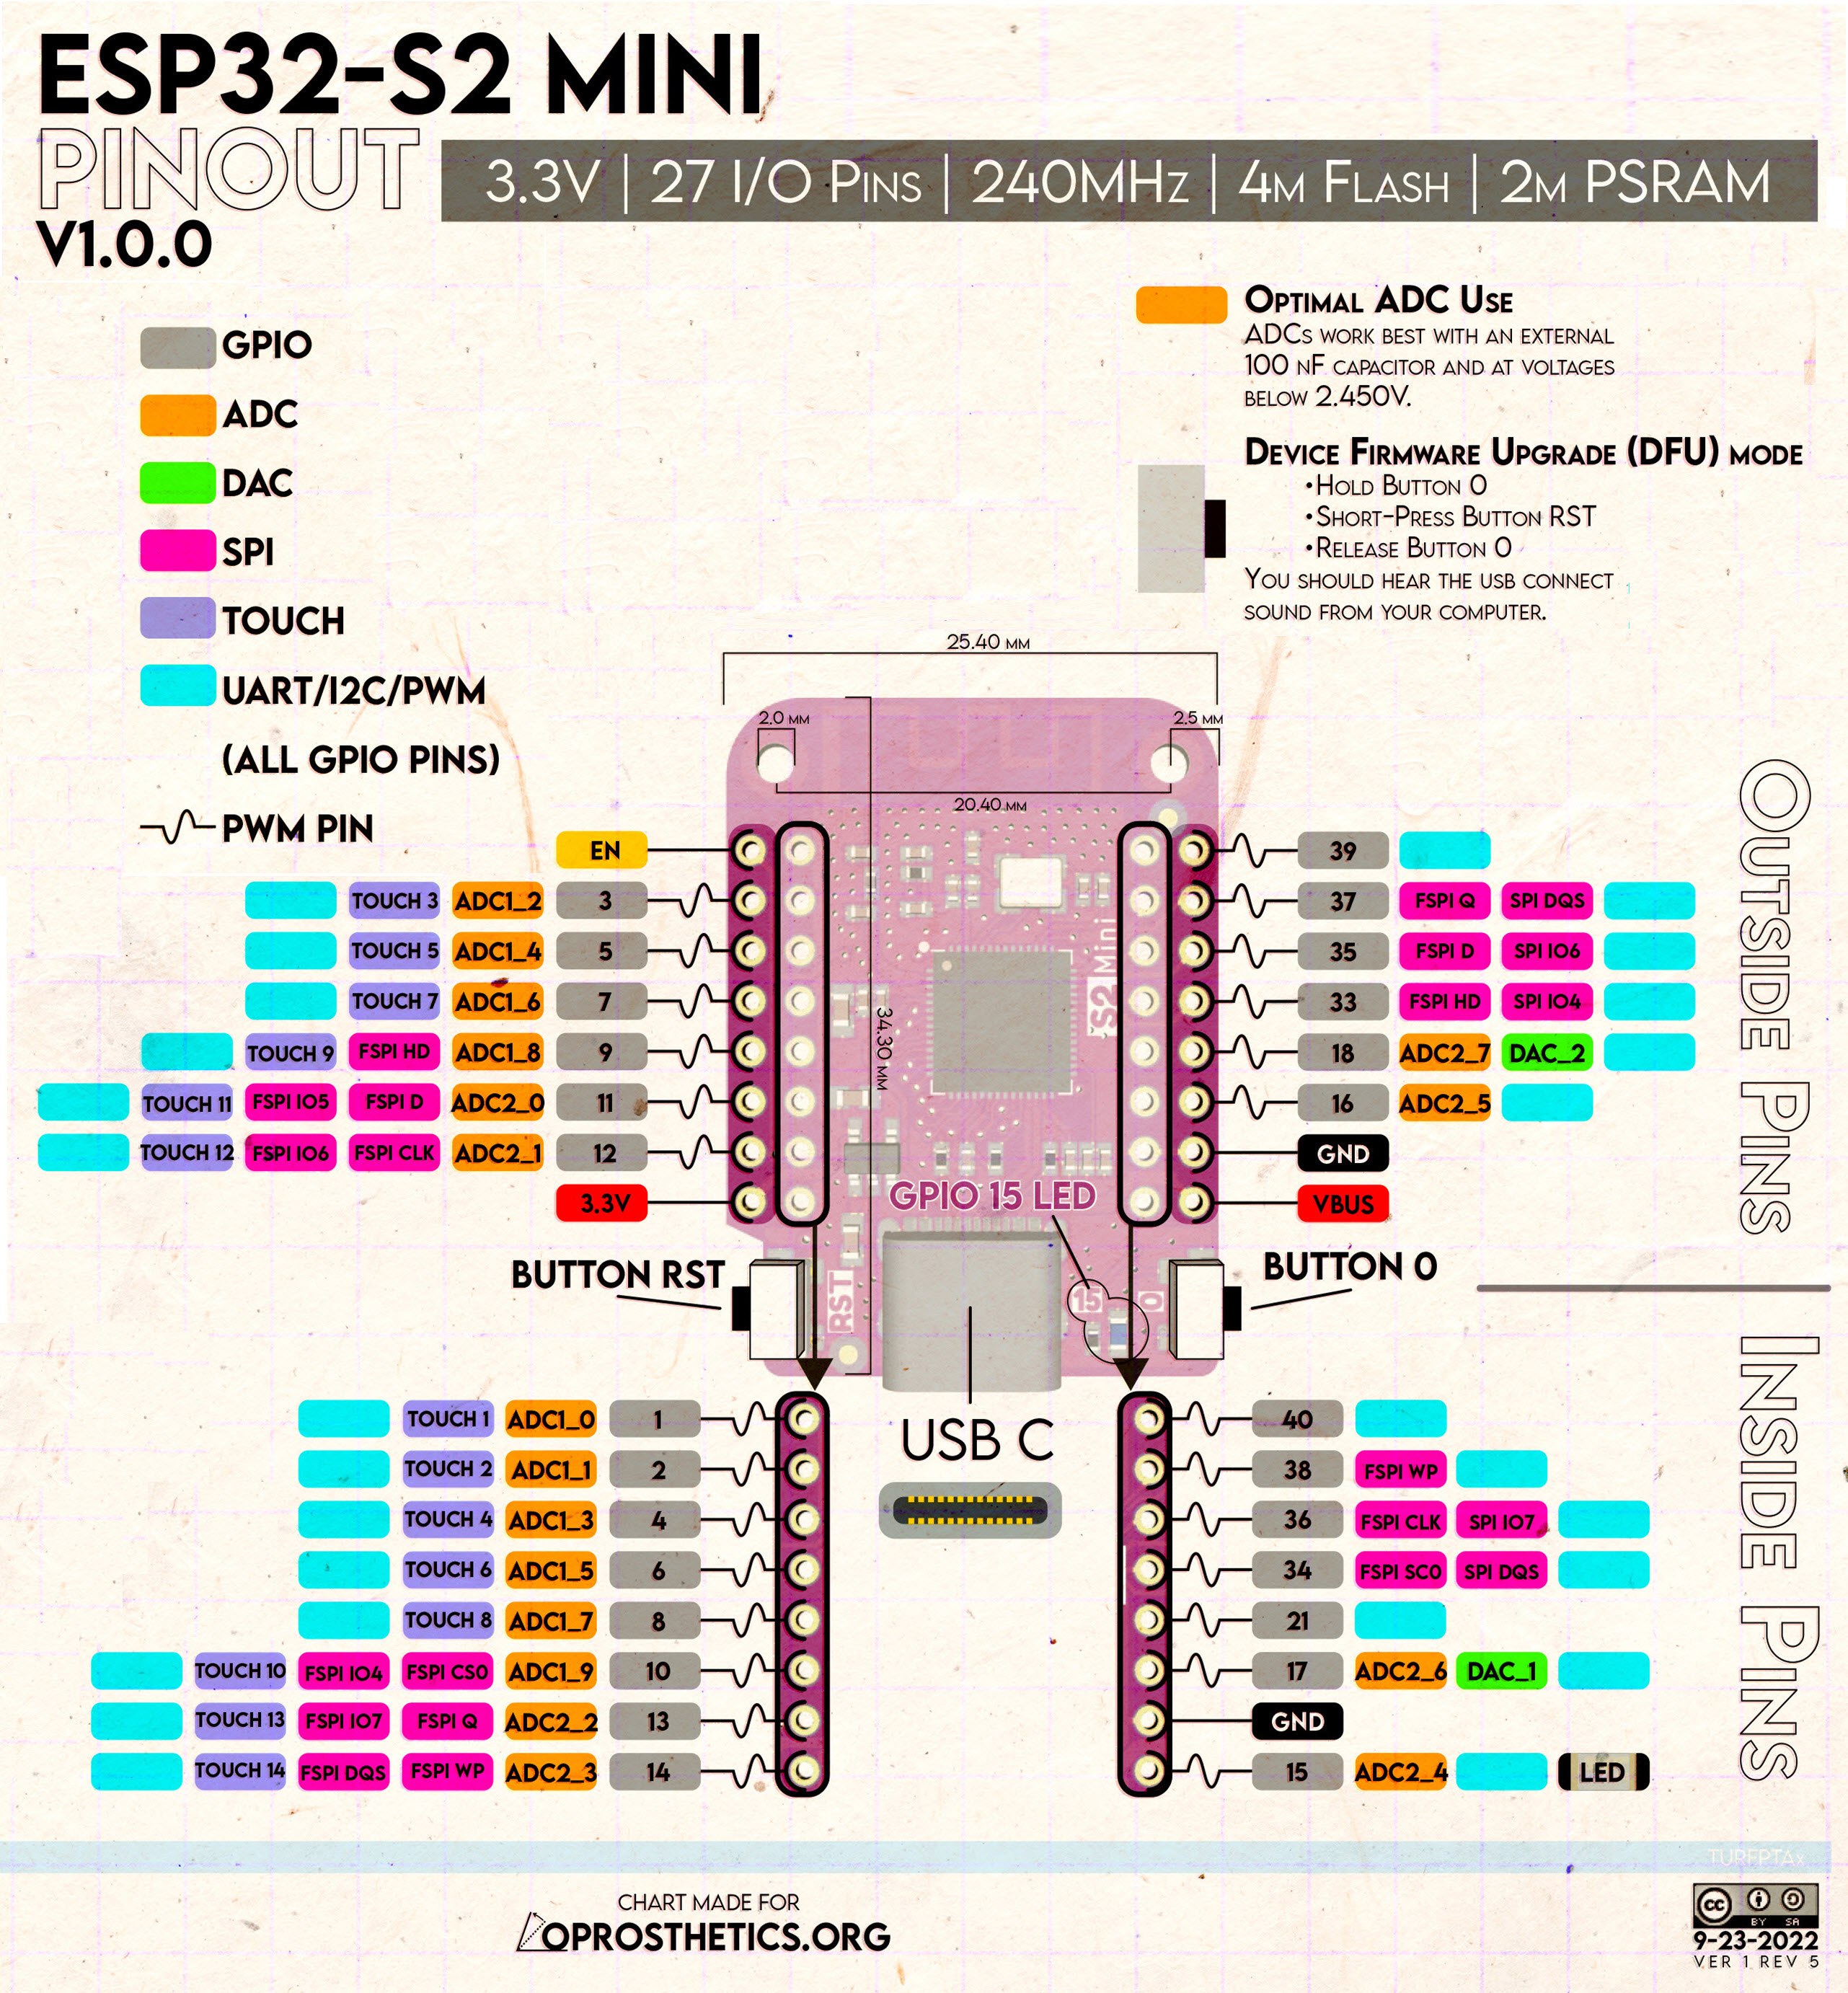 ESP32-S2 MINI
PINOUT
V1.0.0
3.3V | 27 I/O PINS | 240MHZ | 4M FLASH | 2M PSRAM
GPIO
ADC
DAC
SPI
TOUCH
UART/I2C/PWM
(ALL GPIO PINS)
PWM PIN
OPTIMAL ADC USE
ADCS WORK BEST WITH AN EXTERNAL
100 NF CAPACITOR AND AT VOLTAGES
BELOW 2.450V.
DEVICE FIRMWARE UPGRADE (DFU) MODE
•HOLD BUTTON 0
•SHORT-PRESS BUTTON RST
•RELEASE BUTTON 0
YOU SHOULD HEAR THE USB CONNECT
SOUND FROM YOUR COMPUTER.
25.40 MM
2.0 MM
2.5 MM
20.40 MM
34.30 MM
S2 Mini
EN
TOUCH 3 ADC1_2 3
TOUCH 5 ADC1_4 5
TOUCH 7 ADC1_6 7
TOUCH 9 FSPI HD ADC1_8 9
TOUCH 11 FSPI IO5 FSPI D ADC2_0 11
TOUCH 12 FSPI IO6 FSPI CLK ADC2_1 12
3.3V
39
37 FSPI Q SPI DQS
35 FSPI D SPI IO6
33 FSPI HD SPI IO4
18 ADC2_7 DAC_2
16 ADC2_5
GND
VBUS
OUTSIDE PINS
GPIO 15 LED
BUTTON RST
BUTTON 0
RST
15
0
USB C
TOUCH 1 ADC1_0 1
TOUCH 2 ADC1_1 2
TOUCH 4 ADC1_3 4
TOUCH 6 ADC1_5 6
TOUCH 8 ADC1_7 8
TOUCH 10 FSPI IO4 FSPI CS0 ADC1_9 10
TOUCH 13 FSPI IO7 FSPI Q ADC2_2 13
TOUCH 14 FSPI DQS FSPI WP ADC2_3 14
40
38 FSPI WP
36 FSPI CLK SPI IO7
34 FSPI SC0 SPI DQS
21
17 ADC2_6 DAC_1
GND
15 ADC2_4 LED
INSIDE PINS
TURFPTAx
CHART MADE FOR
OPROSTHETICS.ORG
CC BY SA
9-23-2022
VER 1 REV 5